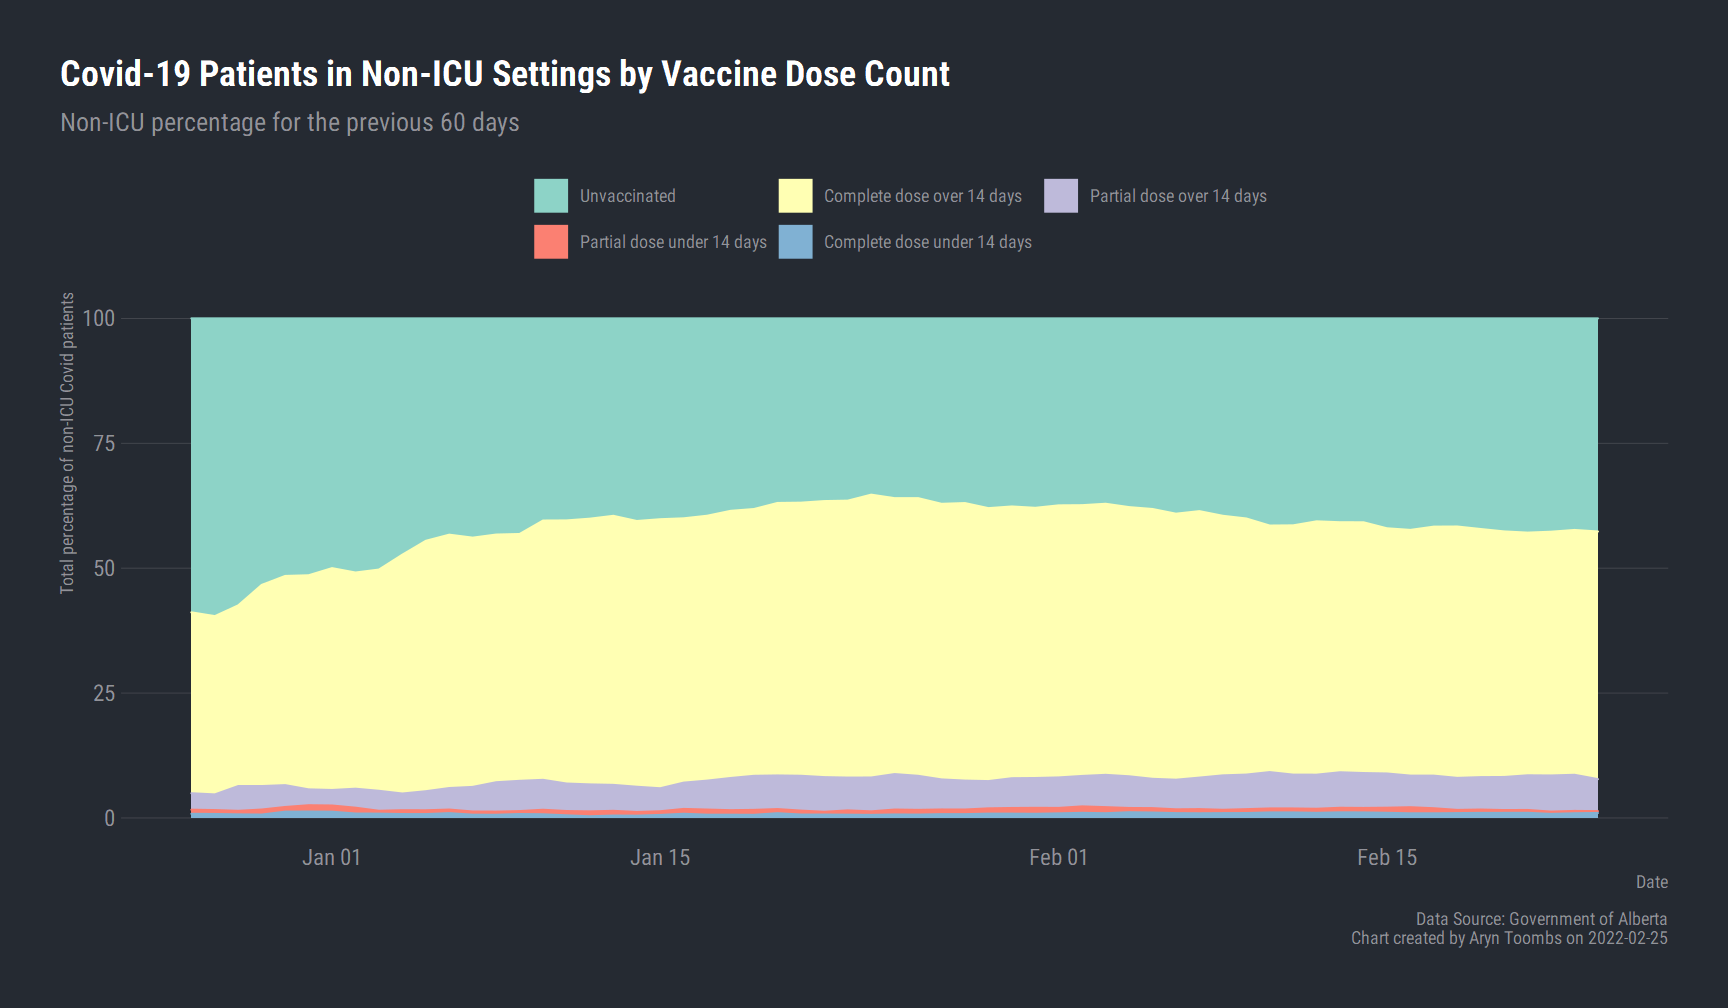 Covid-19 Patients in Non-ICU Settings by Vaccine Dose Count
Non-ICU percentage for the previous 60 days
Unvaccinated
Complete dose over 14 days
Partial dose over 14 days
Partial dose under 14 days
Complete dose under 14 days
Total percentage of non-ICU Covid patients
100
75
50
25
0
Jan 01
Jan 15
Feb 01
Feb 15
Date
Data Source: Government of Alberta
Chart created by Aryn Toombs on 2022-02-25